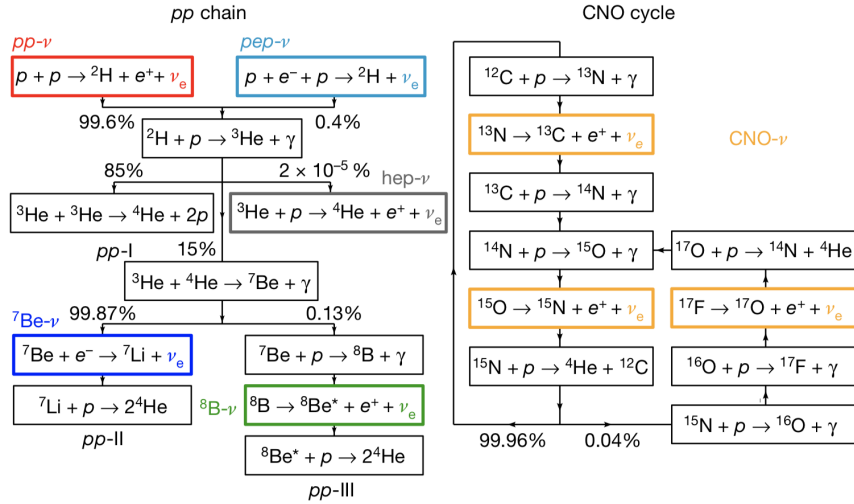 pp chain
pp-ν
pep-ν
p + p → ²H + e⁺ + νₑ
p + e⁻ + p → ²H + νₑ
99.6%
0.4%
²H + p → ³He + γ
85%
2 × 10⁻⁵ %
hep-ν
³He + ³He → ⁴He + 2p
³He + p → ⁴He + e⁺ + νₑ
pp-I
15%
³He + ⁴He → ⁷Be + γ
⁷Be-ν
99.87%
0.13%
⁷Be + e⁻ → ⁷Li + νₑ
⁷Be + p → ⁸B + γ
⁷Li + p → 2⁴He
⁸B-ν
⁸B → ⁸Be* + e⁺ + νₑ
pp-II
⁸Be* + p → 2⁴He
pp-III
CNO cycle
¹²C + p → ¹³N + γ
¹³N → ¹³C + e⁺ + νₑ
CNO-ν
¹³C + p → ¹⁴N + γ
¹⁴N + p → ¹⁵O + γ
¹⁷O + p → ¹⁴N + ⁴He
¹⁵O → ¹⁵N + e⁺ + νₑ
¹⁷F → ¹⁷O + e⁺ + νₑ
¹⁵N + p → ⁴He + ¹²C
¹⁶O + p → ¹⁷F + γ
99.96%
0.04%
¹⁵N + p → ¹⁶O + γ